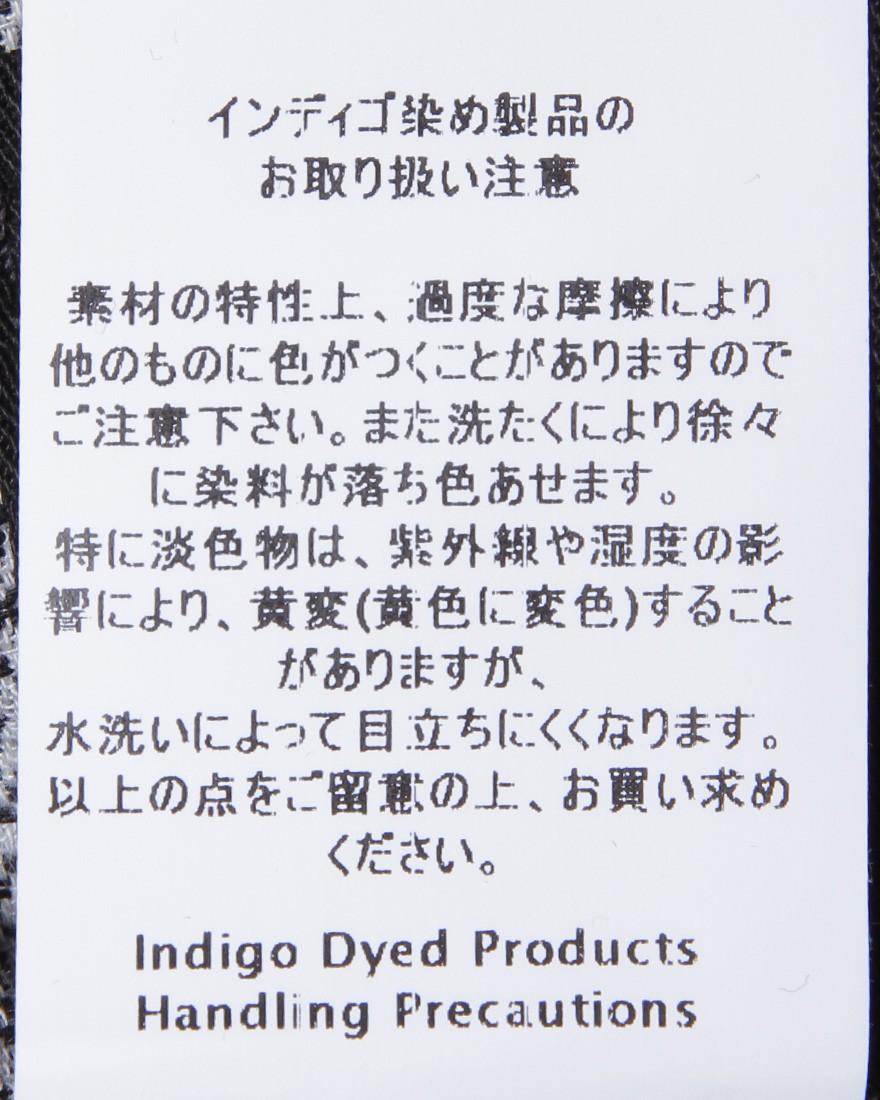 インディゴ染め製品の
お取り扱い注意
素材の特性上、過度な摩擦により
他のものに色がつくことがありますので
ご注意下さい。また洗たくにより徐々
に染料が落ち色あせます。
特に淡色物は、紫外線や湿度の影
響により、黄変(黄色に変色)すること
がありますが、
水洗いによって目立ちにくくなります。
以上の点をご留意の上、お買い求め
ください。
Indigo Dyed Products
Handling Precautions